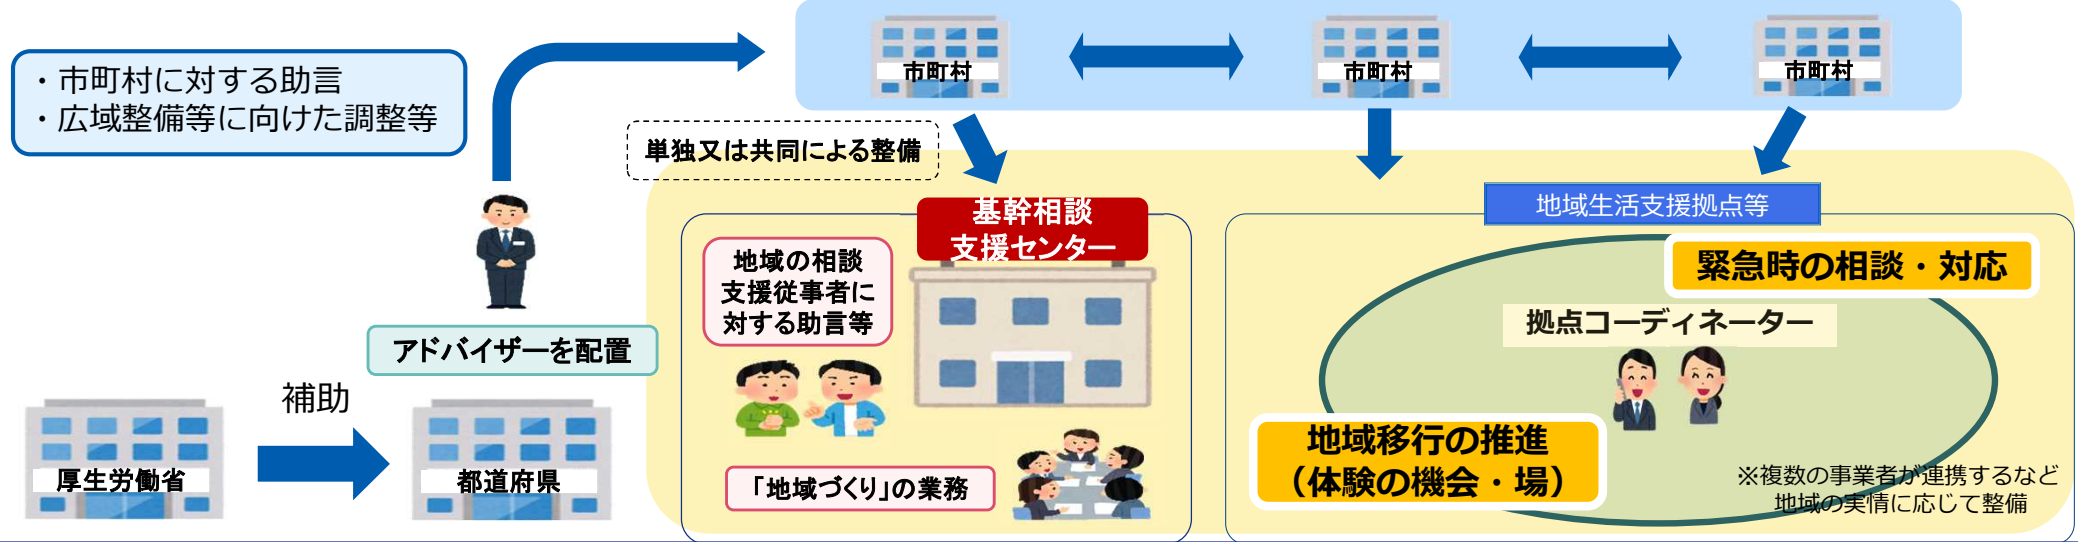 ・市町村に対する助言
・広域整備等に向けた調整等
市町村
市町村
市町村
単独又は共同による整備
アドバイザーを配置
補助
厚生労働省
都道府県
基幹相談
支援センター
地域の相談
支援従事者に
対する助言等
「地域づくり」の業務
地域生活支援拠点等
緊急時の相談・対応
拠点コーディネーター
地域移行の推進
（体験の機会・場）
※複数の事業者が連携するなど
地域の実情に応じて整備